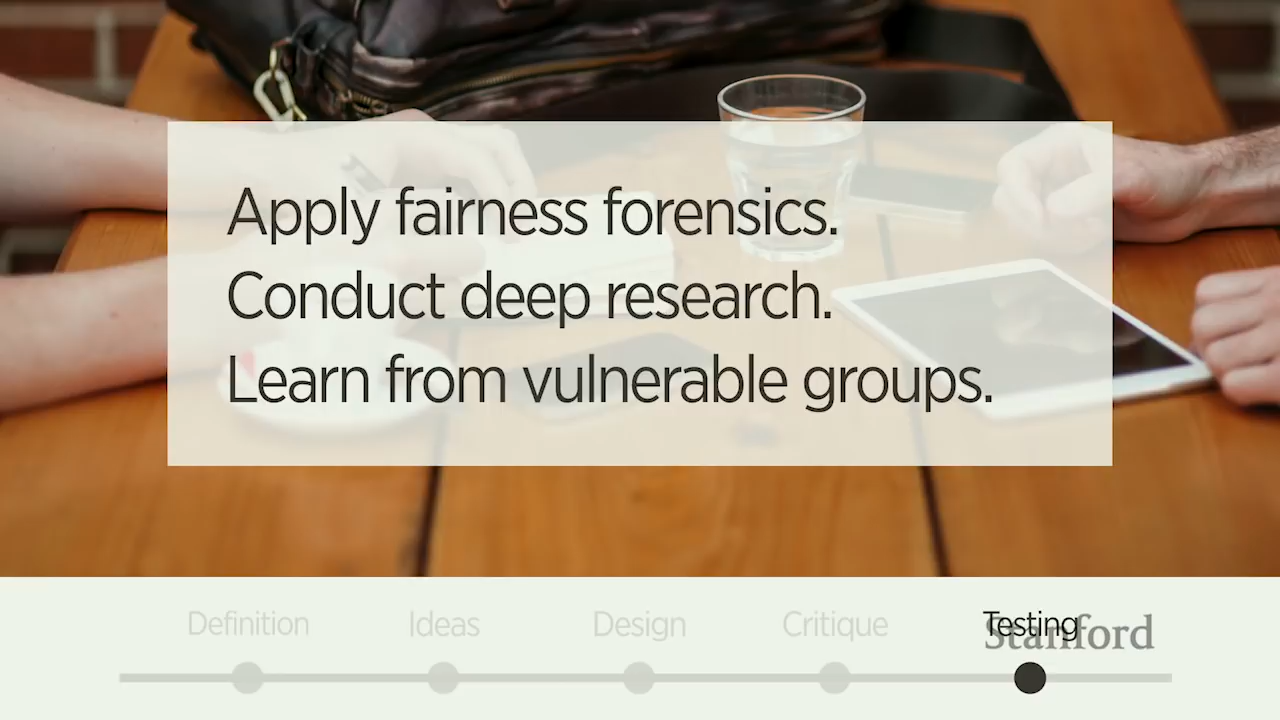 Apply fairness forensics.
Conduct deep research.
Learn from vulnerable groups.
Definition
Ideas
Design
Critique
Testing
Stanford